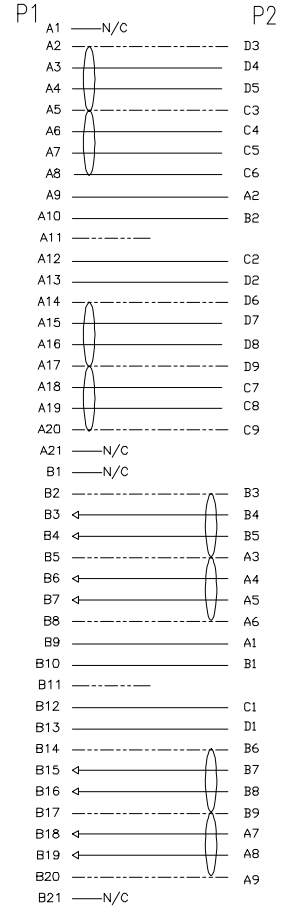 P1 P2
A1 N/C
A2 D3
A3 D4
A4 D5
A5 C3
A6 C4
A7 C5
A8 C6
A9 A2
A10 B2
A11
A12 C2
A13 D2
A14 D6
A15 D7
A16 D8
A17 D9
A18 C7
A19 C8
A20 C9
A21 N/C
B1 N/C
B2 B3
B3 B4
B4 B5
B5 A3
B6 A4
B7 A5
B8 A6
B9 A1
B10 B1
B11
B12 C1
B13 D1
B14 B6
B15 B7
B16 B8
B17 B9
B18 A7
B19 A8
B20 A9
B21 N/C